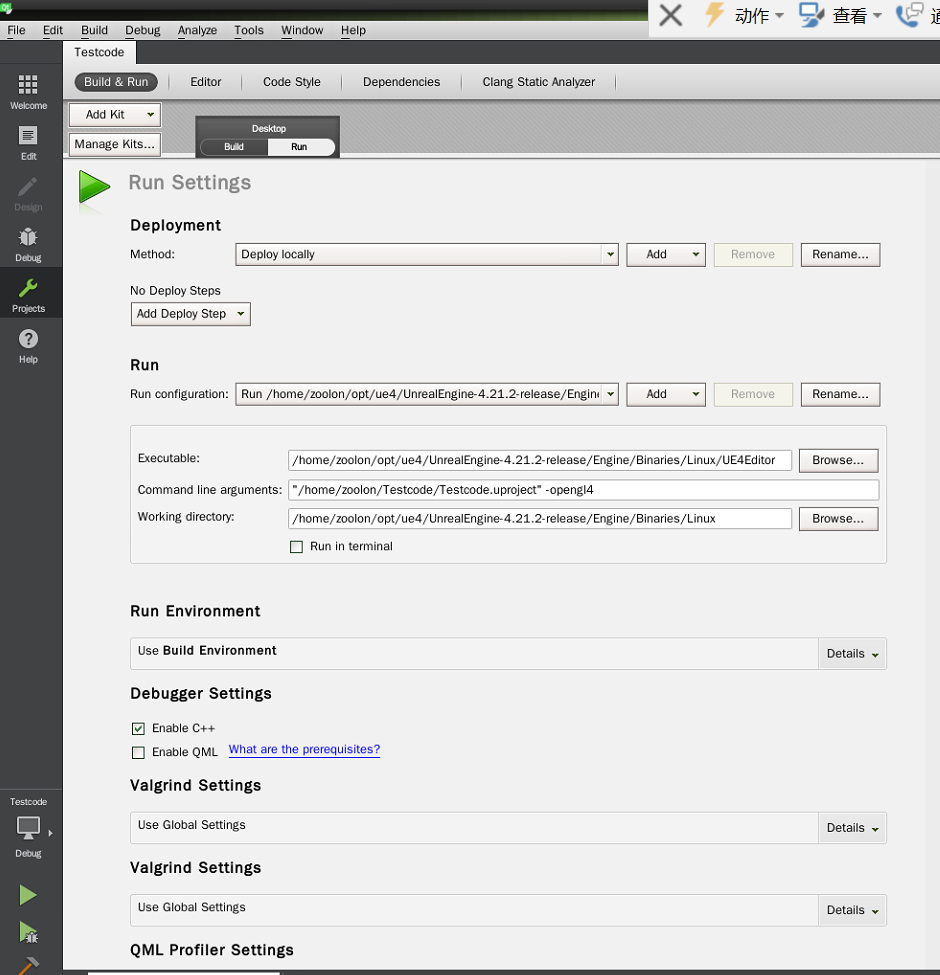 动作 查看
File Edit Build Debug Analyze Tools Window Help
Testcode
Build & Run Editor Code Style Dependencies Clang Static Analyzer
Welcome
Edit
Design
Debug
Projects
Help
Add Kit
Manage Kits...
Desktop
Build Run
Run Settings
Deployment
Method: Deploy locally Add Remove Rename...
No Deploy Steps
Add Deploy Step
Run
Run configuration: Run /home/zoolon/opt/ue4/UnrealEngine-4.21.2-release/Engin Add Remove Rename...
Executable: /home/zoolon/opt/ue4/UnrealEngine-4.21.2-release/Engine/Binaries/Linux/UE4Editor Browse...
Command line arguments: "/home/zoolon/Testcode/Testcode.uproject" -opengl4
Working directory: /home/zoolon/opt/ue4/UnrealEngine-4.21.2-release/Engine/Binaries/Linux Browse...
Run in terminal
Run Environment
Use Build Environment Details
Debugger Settings
Enable C++
Enable QML What are the prerequisites?
Valgrind Settings
Use Global Settings Details
Valgrind Settings
Use Global Settings Details
QML Profiler Settings
Testcode
Debug